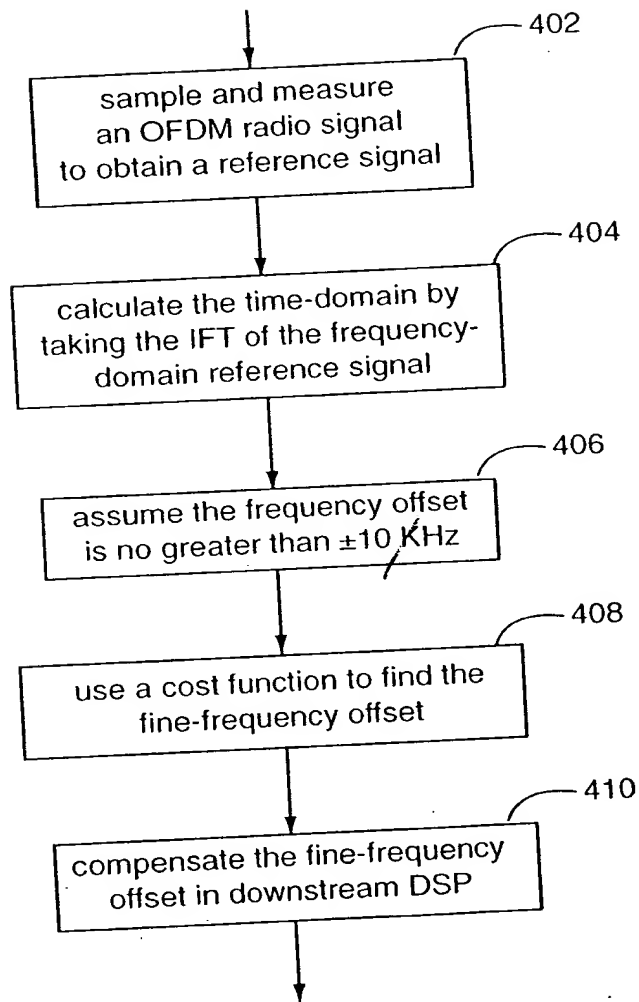 402
sample and measure
an OFDM radio signal
to obtain a reference signal
404
calculate the time-domain by
taking the IFT of the frequency-
domain reference signal
406
assume the frequency offset
is no greater than ±10 KHz
408
use a cost function to find the
fine-frequency offset
410
compensate the fine-frequency
offset in downstream DSP